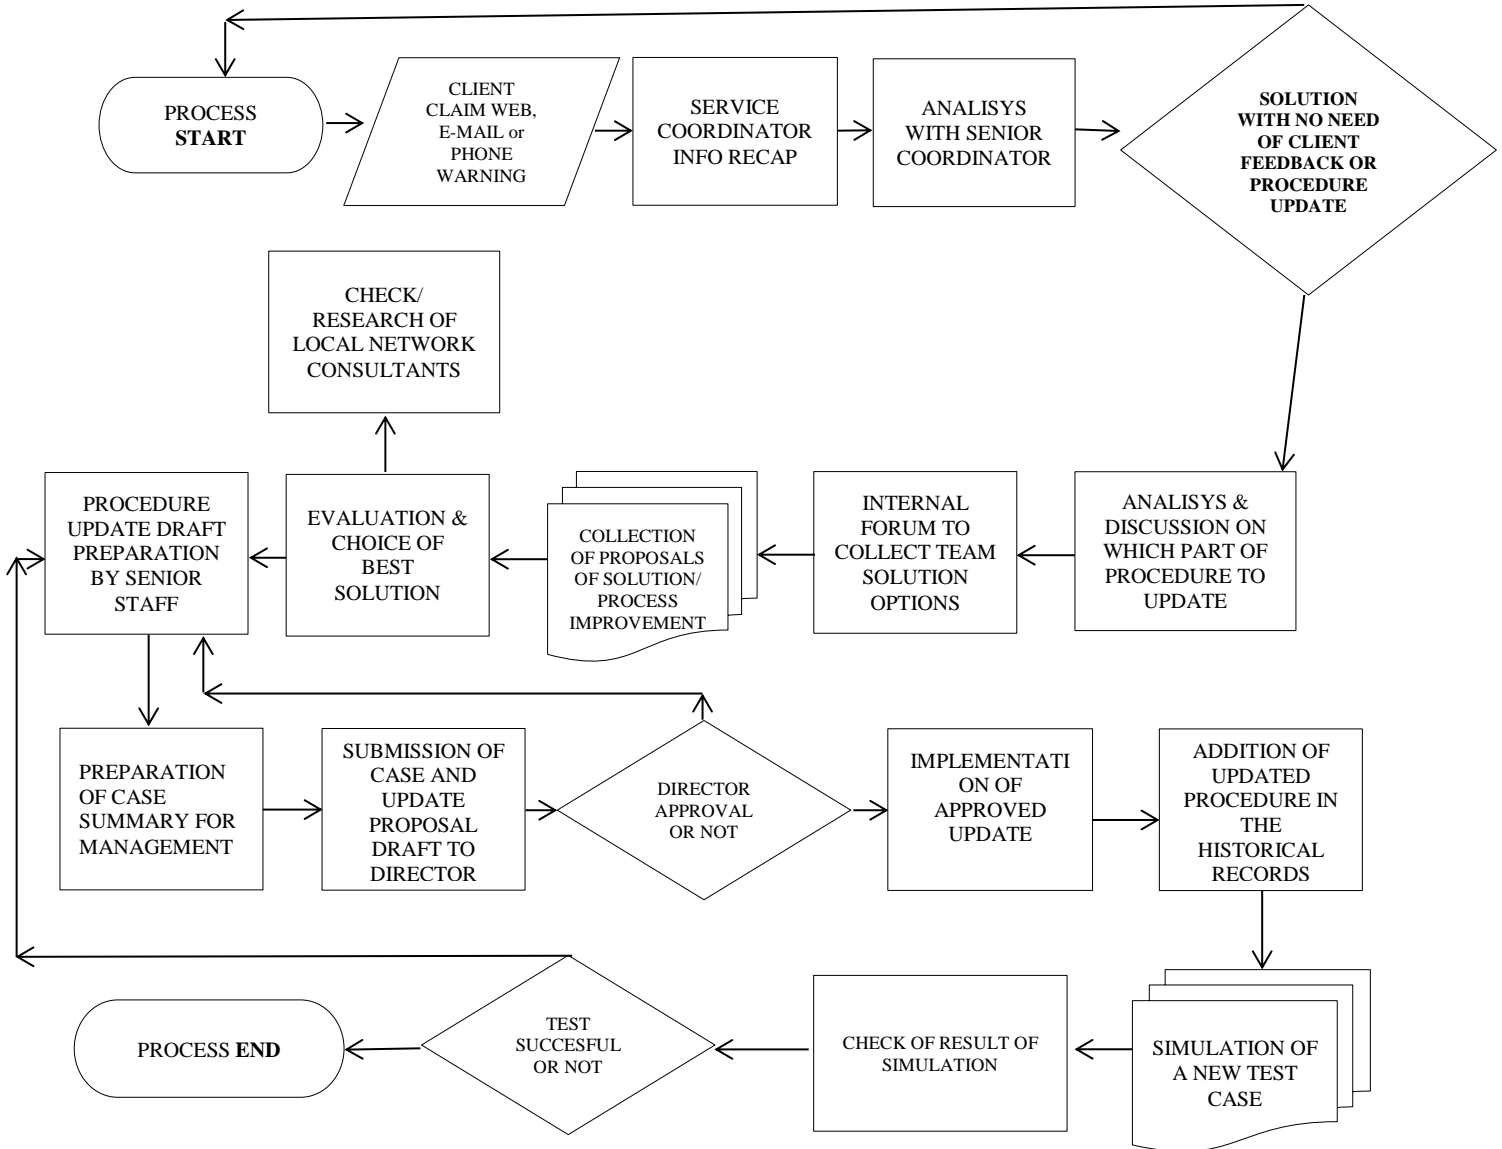 PROCESS
START
CLIENT
CLAIM WEB,
E-MAIL or
PHONE
WARNING
SERVICE
COORDINATOR
INFO RECAP
ANALISYS
WITH SENIOR
COORDINATOR
SOLUTION
WITH NO NEED
OF CLIENT
FEEDBACK OR
PROCEDURE
UPDATE
CHECK/
RESEARCH OF
LOCAL NETWORK
CONSULTANTS
PROCEDURE
UPDATE DRAFT
PREPARATION
BY SENIOR
STAFF
EVALUATION &
CHOICE OF
BEST
SOLUTION
COLLECTION
OF PROPOSALS
OF SOLUTION/
PROCESS
IMPROVEMENT
INTERNAL
FORUM TO
COLLECT TEAM
SOLUTION
OPTIONS
ANALISYS &
DISCUSSION ON
WHICH PART OF
PROCEDURE TO
UPDATE
PREPARATION
OF CASE
SUMMARY FOR
MANAGEMENT
SUBMISSION OF
CASE AND
UPDATE
PROPOSAL
DRAFT TO
DIRECTOR
DIRECTOR
APPROVAL
OR NOT
IMPLEMENTATI
ON OF
APPROVED
UPDATE
ADDITION OF
UPDATED
PROCEDURE IN
THE
HISTORICAL
RECORDS
PROCESS END
TEST
SUCCESFUL
OR NOT
CHECK OF RESULT OF
SIMULATION
SIMULATION OF
A NEW TEST
CASE